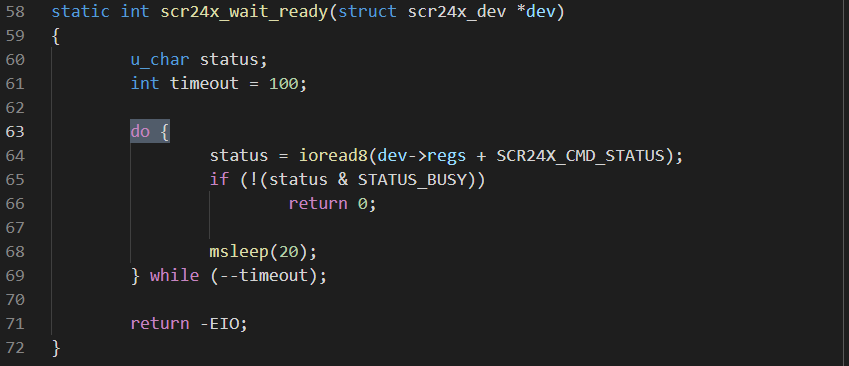 58 static int scr24x_wait_ready(struct scr24x_dev *dev)
59 {
60         u_char status;
61         int timeout = 100;
62
63         do {
64                 status = ioread8(dev->regs + SCR24X_CMD_STATUS);
65                 if (!(status & STATUS_BUSY))
66                         return 0;
67
68                 msleep(20);
69         } while (--timeout);
70
71         return -EIO;
72 }